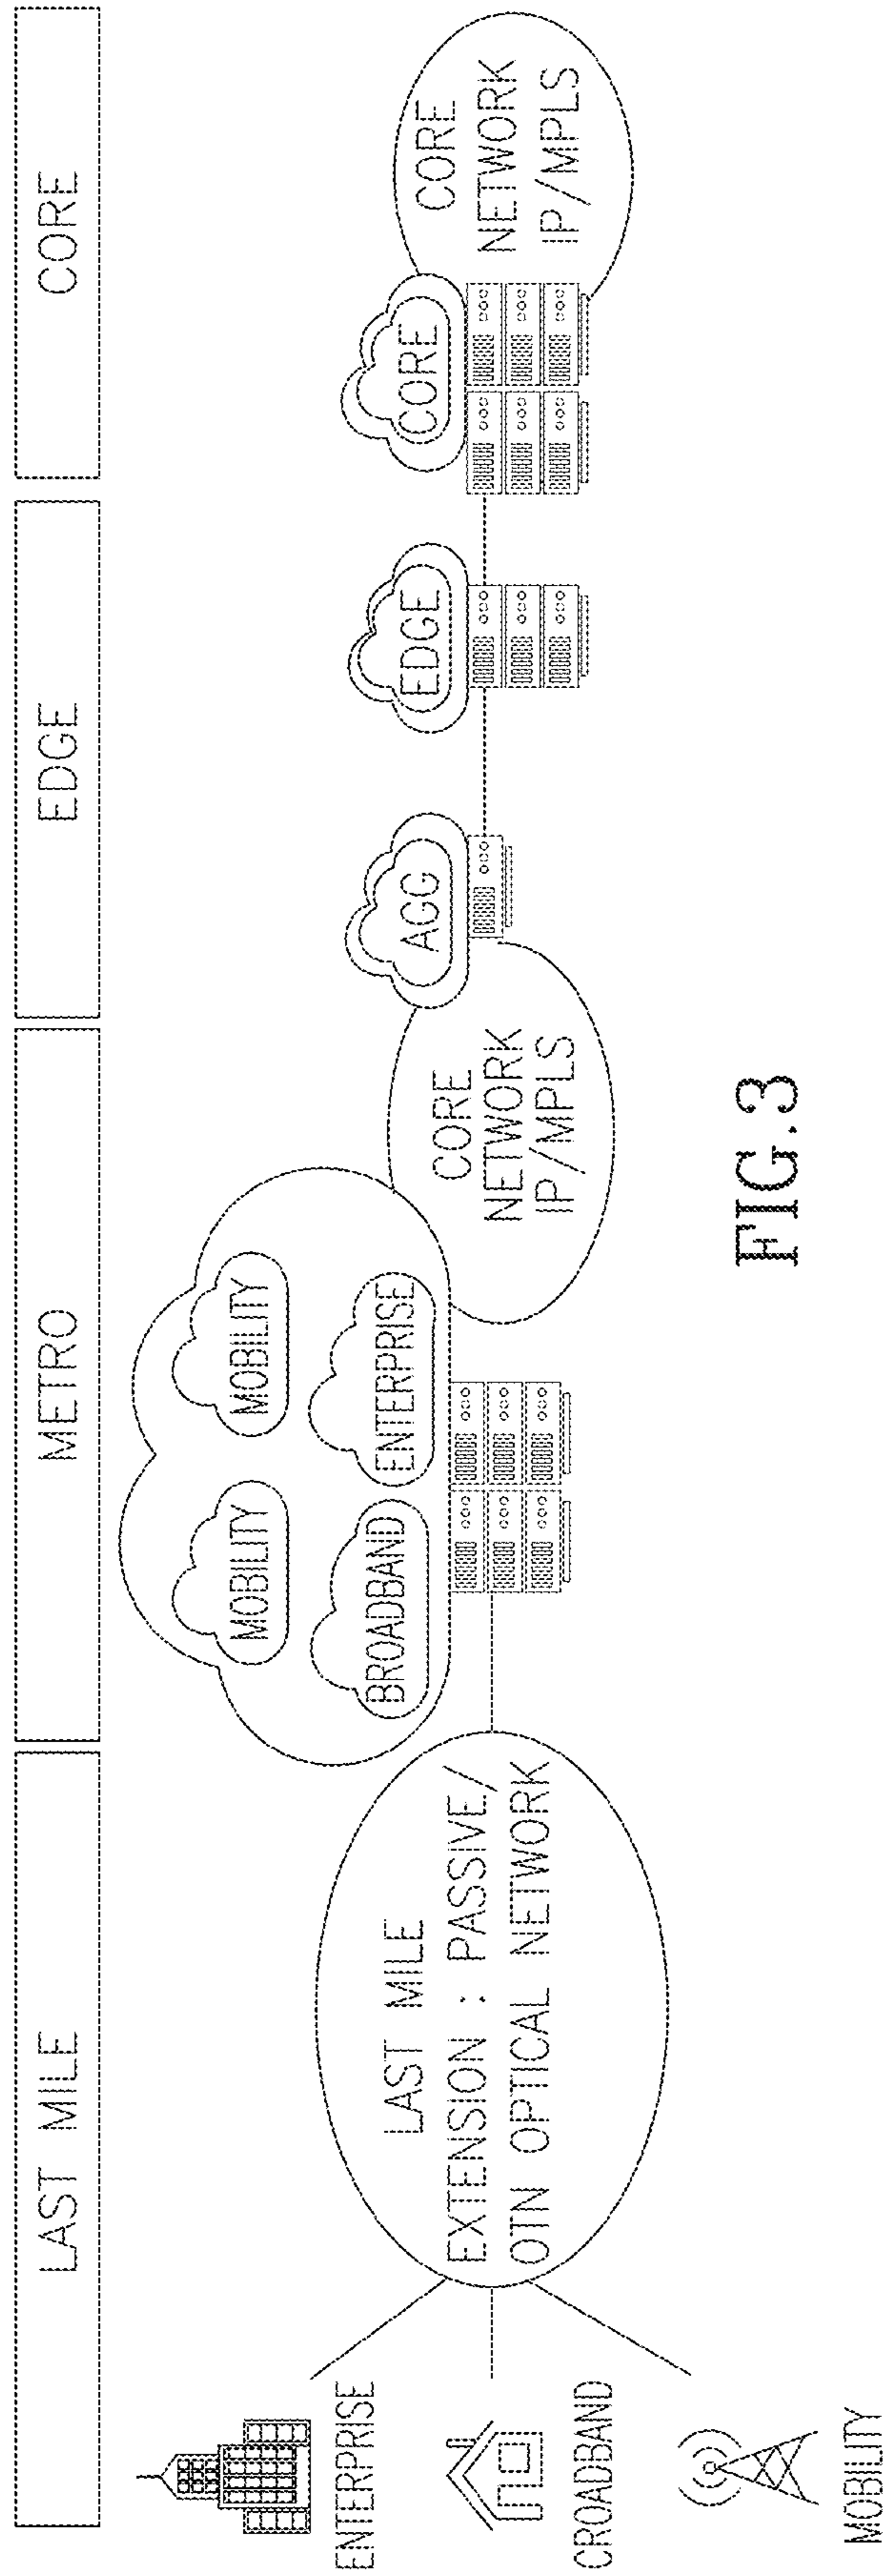 LAST MILE
METRO
EDGE
CORE
ENTERPRISE
CROADBAND
MOBILITY
LAST MILE
EXTENSION : PASSIVE/
OTN OPTICAL NETWORK
MOBILITY
MOBILITY
BROADBAND
ENTERPRISE
CORE
NETWORK
IP/MPLS
AGG
EDGE
CORE
CORE
NETWORK
IP/MPLS
FIG.3